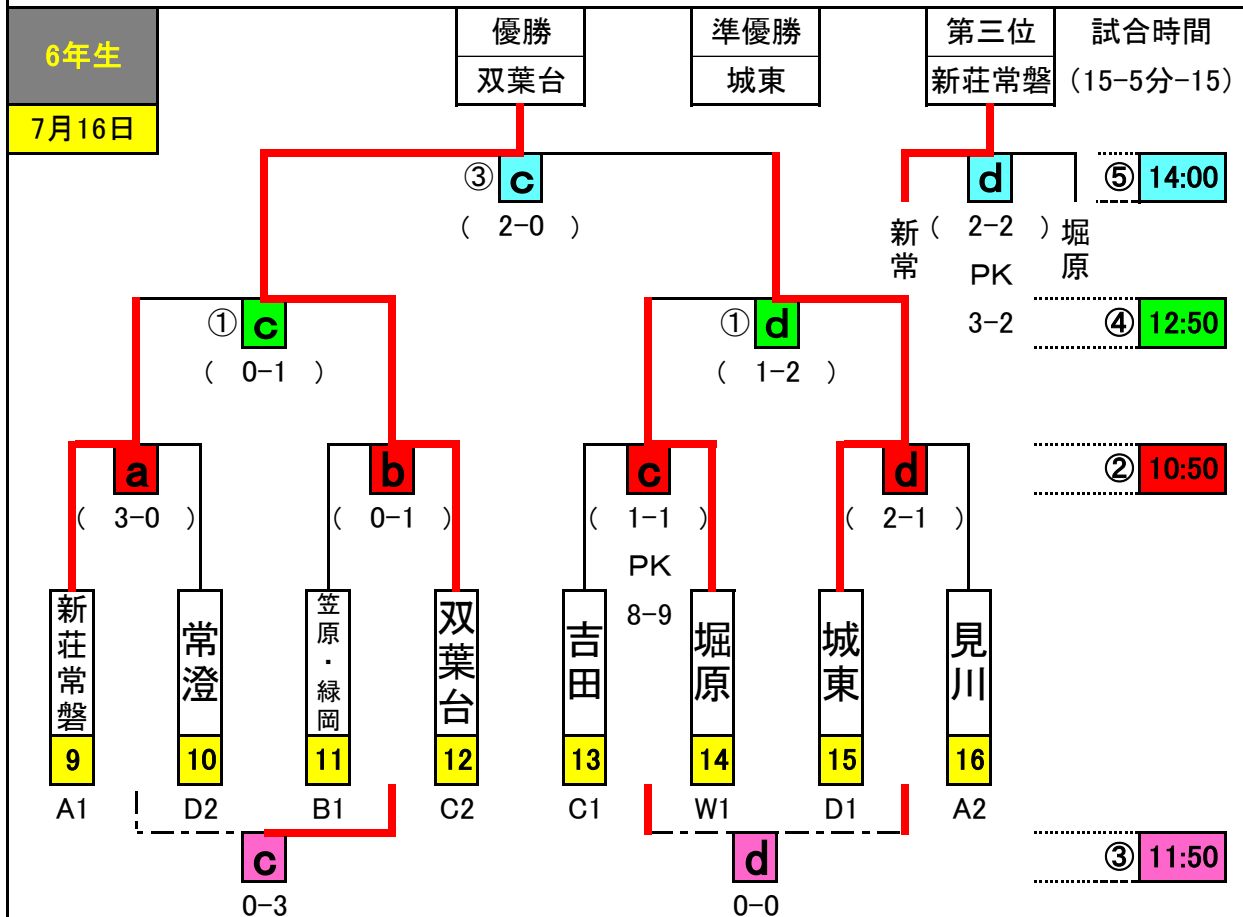 6年生
7月16日
優勝
双葉台
準優勝
城東
第三位
新荘常磐
試合時間
(15-5分-15)
③ c
( 2-0 )
d
新常
( 2-2 )
堀原
PK
3-2
⑤ 14:00
① c
( 0-1 )
① d
( 1-2 )
④ 12:50
a
( 3-0 )
b
( 0-1 )
c
( 1-1 )
PK
8-9
d
( 2-1 )
② 10:50
新荘常磐
常澄
笠原・緑岡
双葉台
吉田
堀原
城東
見川
9 10 11 12 13 14 15 16
A1 D2 B1 C2 C1 W1 D1 A2
c
0-3
d
0-0
③ 11:50